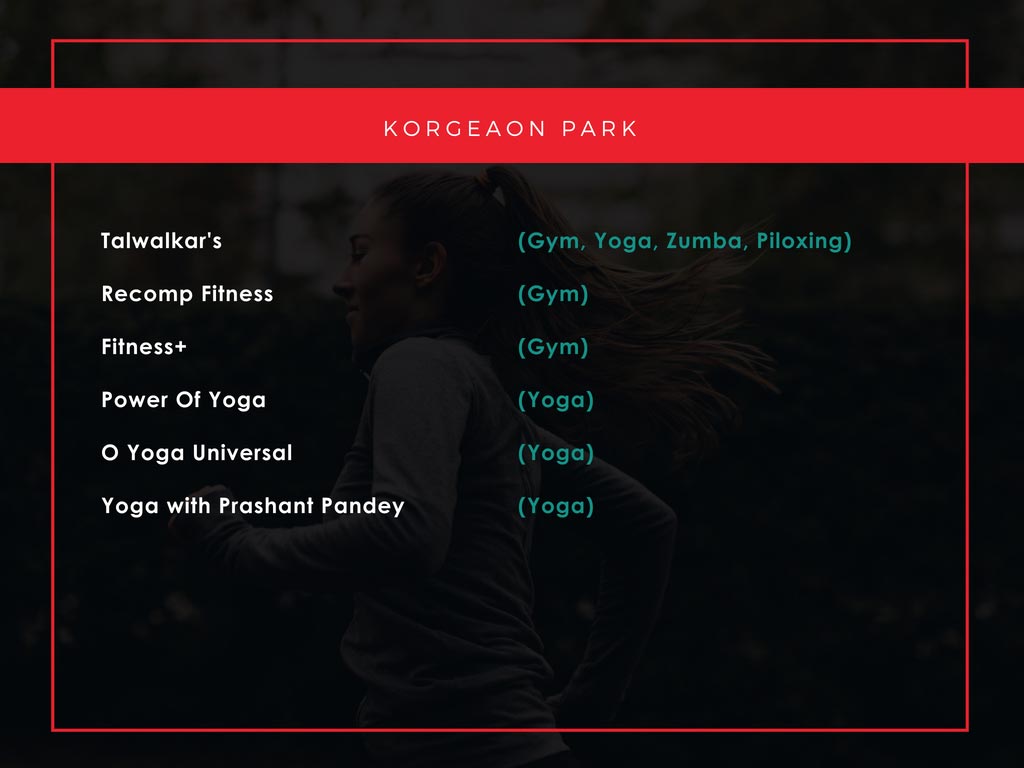 KORGEAON PARK
Talwalkar's (Gym, Yoga, Zumba, Piloxing)
Recomp Fitness (Gym)
Fitness+ (Gym)
Power Of Yoga (Yoga)
O Yoga Universal (Yoga)
Yoga with Prashant Pandey (Yoga)